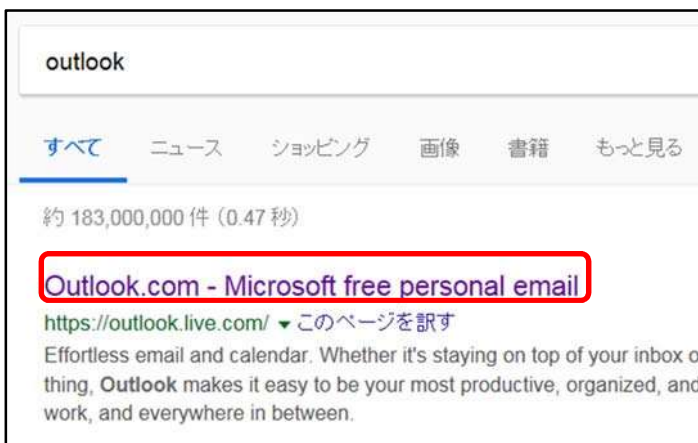 outlook
すべて ニュース ショッピング 画像 書籍 もっと見る
約 183,000,000 件 (0.47 秒)
Outlook.com - Microsoft free personal email
https://outlook.live.com/ ▼ このページを訳す
Effortless email and calendar. Whether it's staying on top of your inbox o
thing, Outlook makes it easy to be your most productive, organized, and
work, and everywhere in between.